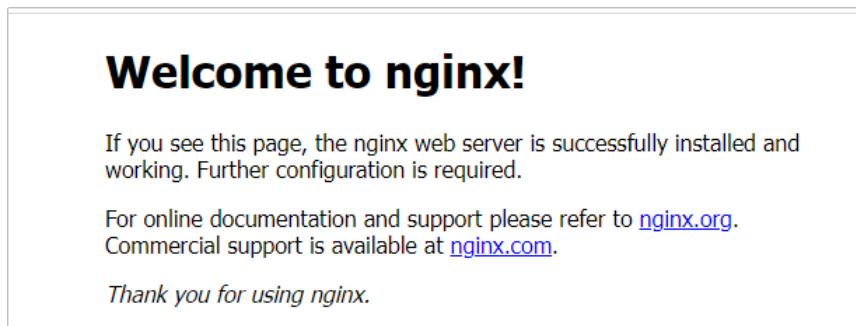 Welcome to nginx!
If you see this page, the nginx web server is successfully installed and
working. Further configuration is required.
For online documentation and support please refer to nginx.org.
Commercial support is available at nginx.com.
Thank you for using nginx.